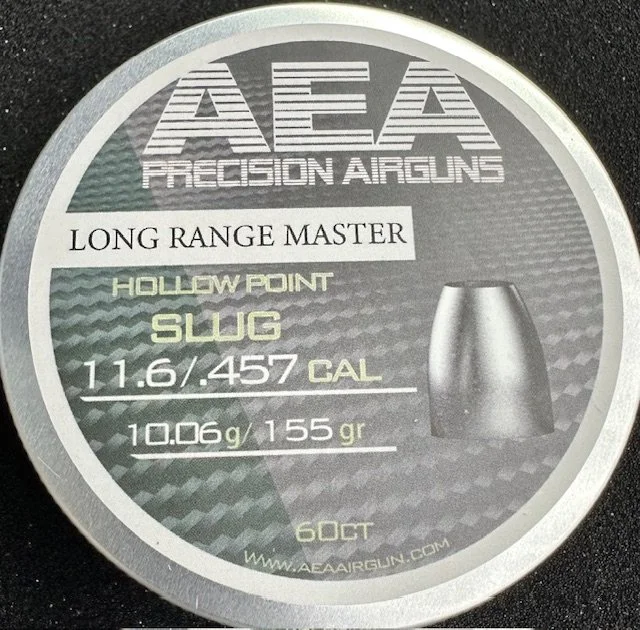 AEA
PRECISION AIRGUNS
LONG RANGE MASTER
HOLLOW POINT
SLUG
11.6/.457 CAL
10.06g/155gr
60CT
WWW.AEAAIRGUN.COM